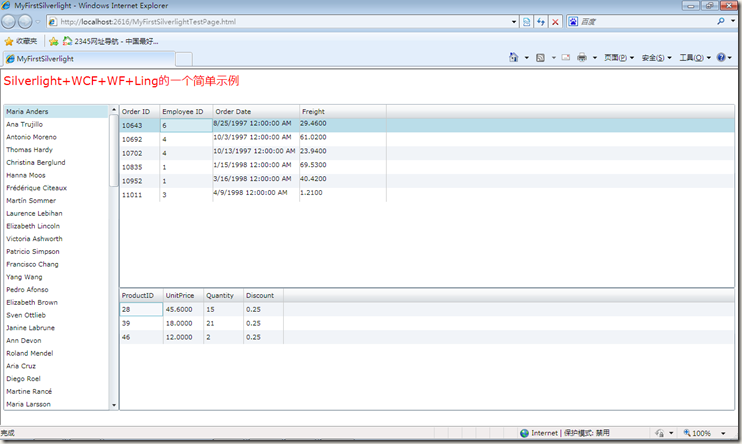 MyFirstSilverlight - Windows Internet Explorer
http://localhost:2616/MyFirstSilverlightTestPage.html
百度
收藏夹 2345网址导航 - 中国最好...
MyFirstSilverlight 页面(P) 安全(S) 工具(O)
Silverlight+WCF+WF+Linq的一个简单示例
Maria Anders
Ana Trujillo
Antonio Moreno
Thomas Hardy
Christina Berglund
Hanna Moos
Frédérique Citeaux
Martín Sommer
Laurence Lebihan
Elizabeth Lincoln
Victoria Ashworth
Patricio Simpson
Francisco Chang
Yang Wang
Pedro Afonso
Elizabeth Brown
Sven Ottlieb
Janine Labrune
Ann Devon
Roland Mendel
Aria Cruz
Diego Roel
Martine Rancé
Maria Larsson
Order ID Employee ID Order Date Freight
10643 6 8/25/1997 12:00:00 AM 29.4600
10692 4 10/3/1997 12:00:00 AM 61.0200
10702 4 10/13/1997 12:00:00 AM 23.9400
10835 1 1/15/1998 12:00:00 AM 69.5300
10952 1 3/16/1998 12:00:00 AM 40.4200
11011 3 4/9/1998 12:00:00 AM 1.2100
ProductID UnitPrice Quantity Discount
28 45.6000 15 0.25
39 18.0000 21 0.25
46 12.0000 2 0.25
完成 Internet | 保护模式: 禁用 100%